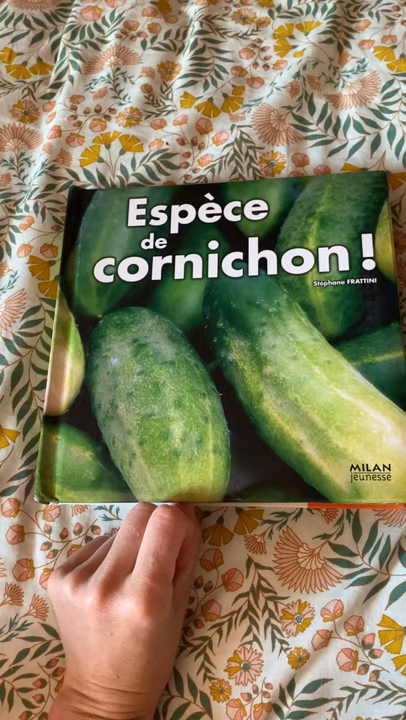 Espèce
de
cornichon !
Stéphane FRATTINI
MILAN
jeunesse